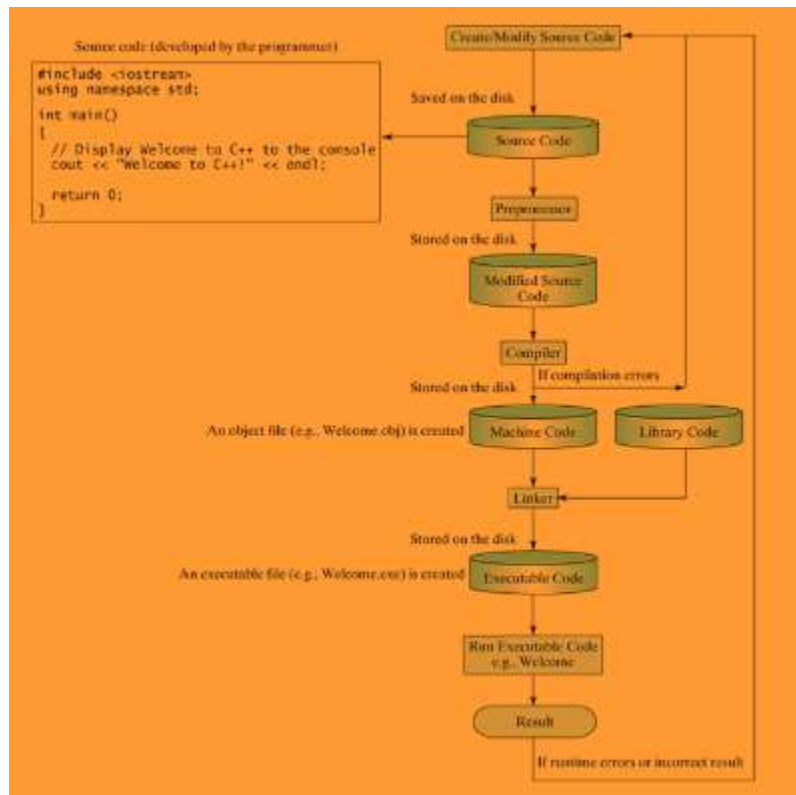 Source code (developed by the programmer)
#include <iostream>
using namespace std;
int main()
{
// Display Welcome to C++ to the console
cout << "Welcome to C++!" << endl;
return 0;
}
Create/Modify Source Code
Saved on the disk
Source Code
Preprocessor
Stored on the disk
Modified Source
Code
Compiler
If compilation errors
Stored on the disk
An object file (e.g., Welcome.obj) is created
Machine Code
Library Code
Linker
Stored on the disk
An executable file (e.g., Welcome.exe) is created
Executable Code
Run Executable Code
e.g., Welcome
Result
If runtime errors or incorrect result